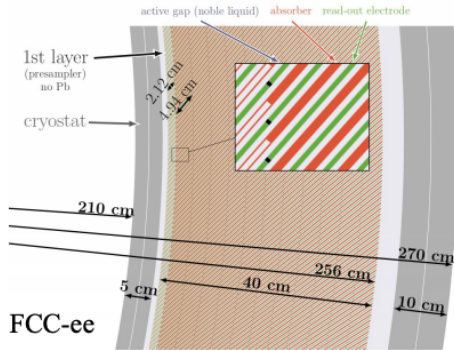 active gap (noble liquid) absorber read-out electrode
1st layer
(presampler)
no Pb
2.12 cm
4.94 cm
cryostat
210 cm
270 cm
256 cm
40 cm
5 cm
10 cm
FCC-ee